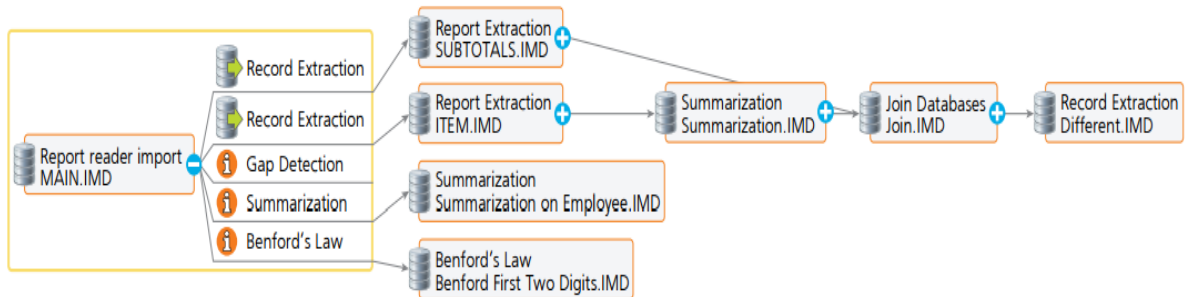 Report Extraction
SUBTOTALS.IMD
Record Extraction
Report Extraction
ITEM.IMD
Summarization
Summarization.IMD
Join Databases
Join.IMD
Record Extraction
Different.IMD
Record Extraction
Report reader import
MAIN.IMD
Gap Detection
Summarization
Summarization
Summarization on Employee.IMD
Benford's Law
Benford's Law
Benford First Two Digits.IMD